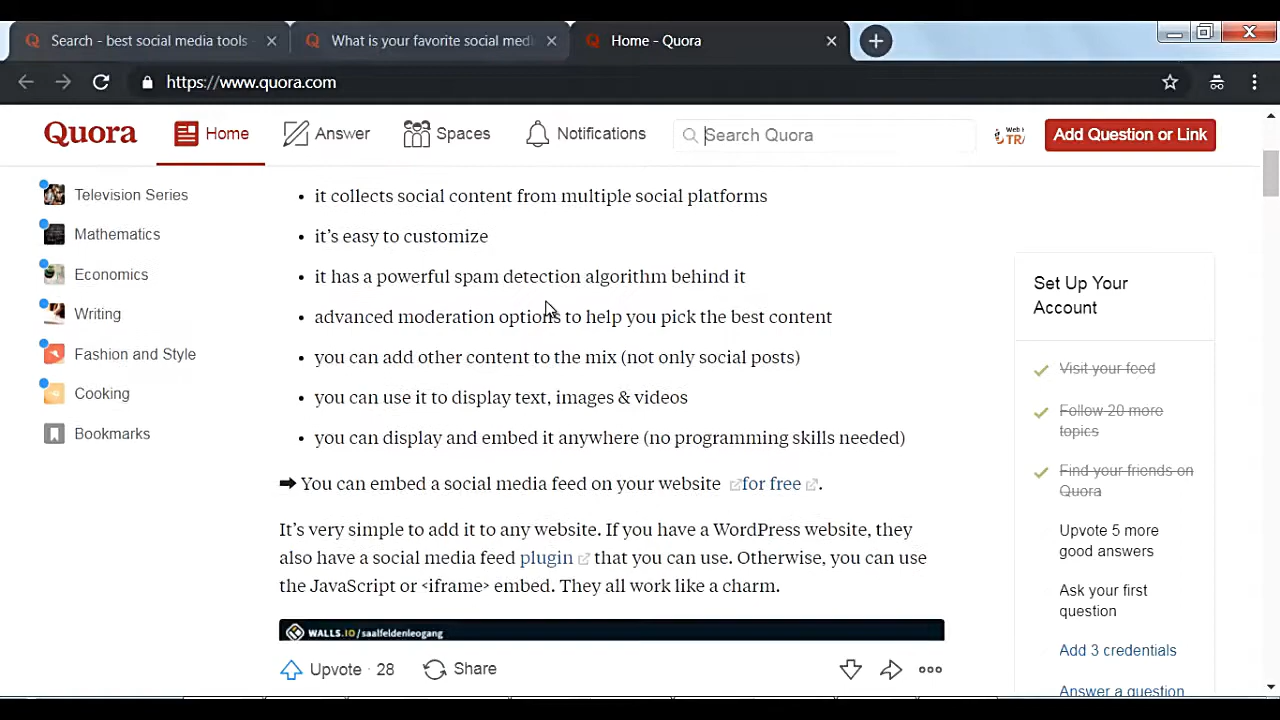 Search - best social media tools
What is your favorite social med
Home - Quora
https://www.quora.com
Quora
Home
Answer
Spaces
Notifications
Search Quora
Web
TRA
Add Question or Link
Television Series
Mathematics
Economics
Writing
Fashion and Style
Cooking
Bookmarks
• it collects social content from multiple social platforms
• it’s easy to customize
• it has a powerful spam detection algorithm behind it
• advanced moderation options to help you pick the best content
• you can add other content to the mix (not only social posts)
• you can use it to display text, images & videos
• you can display and embed it anywhere (no programming skills needed)
➡ You can embed a social media feed on your website for free.
It’s very simple to add it to any website. If you have a WordPress website, they
also have a social media feed plugin that you can use. Otherwise, you can use
the JavaScript or <iframe> embed. They all work like a charm.
WALLS.IO/saalfeldenleogang
Upvote · 28
Share
Set Up Your
Account
Visit your feed
Follow 20 more
topics
Find your friends on
Quora
Upvote 5 more
good answers
Ask your first
question
Add 3 credentials
Answer a question